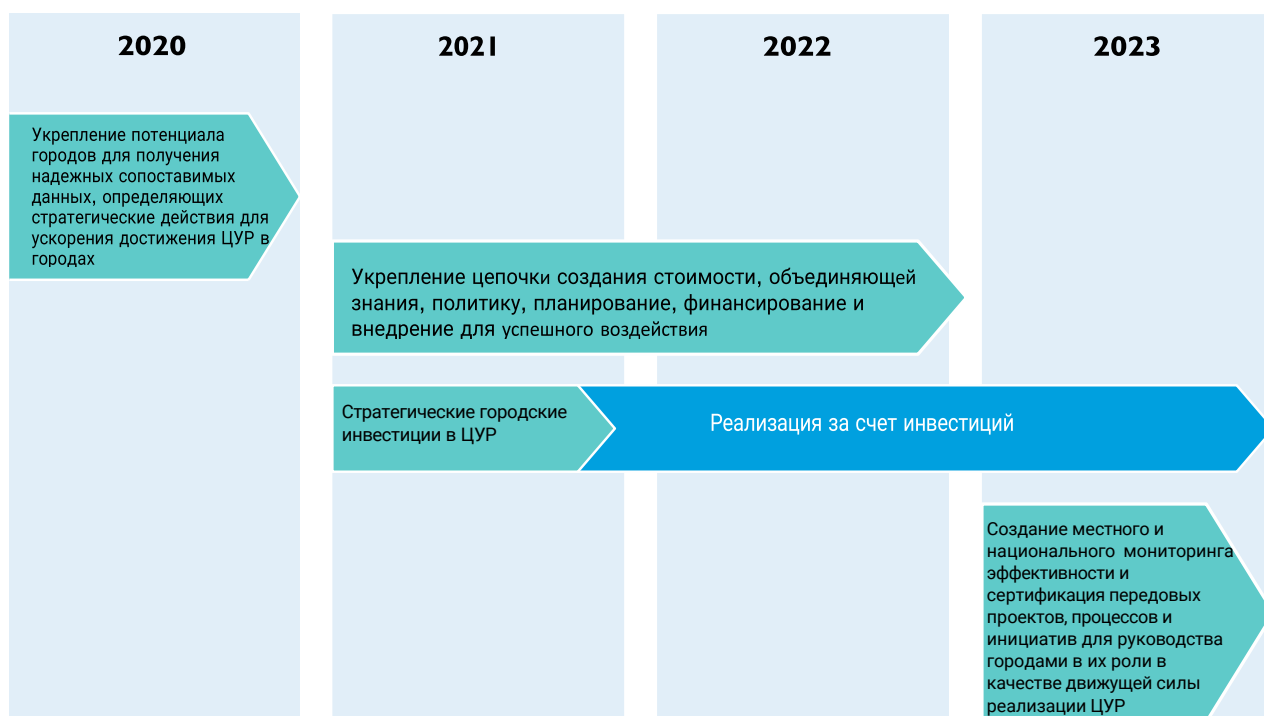 2020
2021
2022
2023
Укрепление потенциала
городов для получения
надежных сопоставимых
данных, определяющих
стратегические действия для
ускорения достижения ЦУР в
городах
Укрепление цепочки создания стоимости, объединяющей
знания, политику, планирование, финансирование и
внедрение для успешного воздействия
Стратегические городские
инвестиции в ЦУР
Реализация за счет инвестиций
Создание местного и
национального мониторинга
эффективности и
сертификация передовых
проектов, процессов и
инициатив для руководства
городами в их роли в
качестве движущей силы
реализации ЦУР